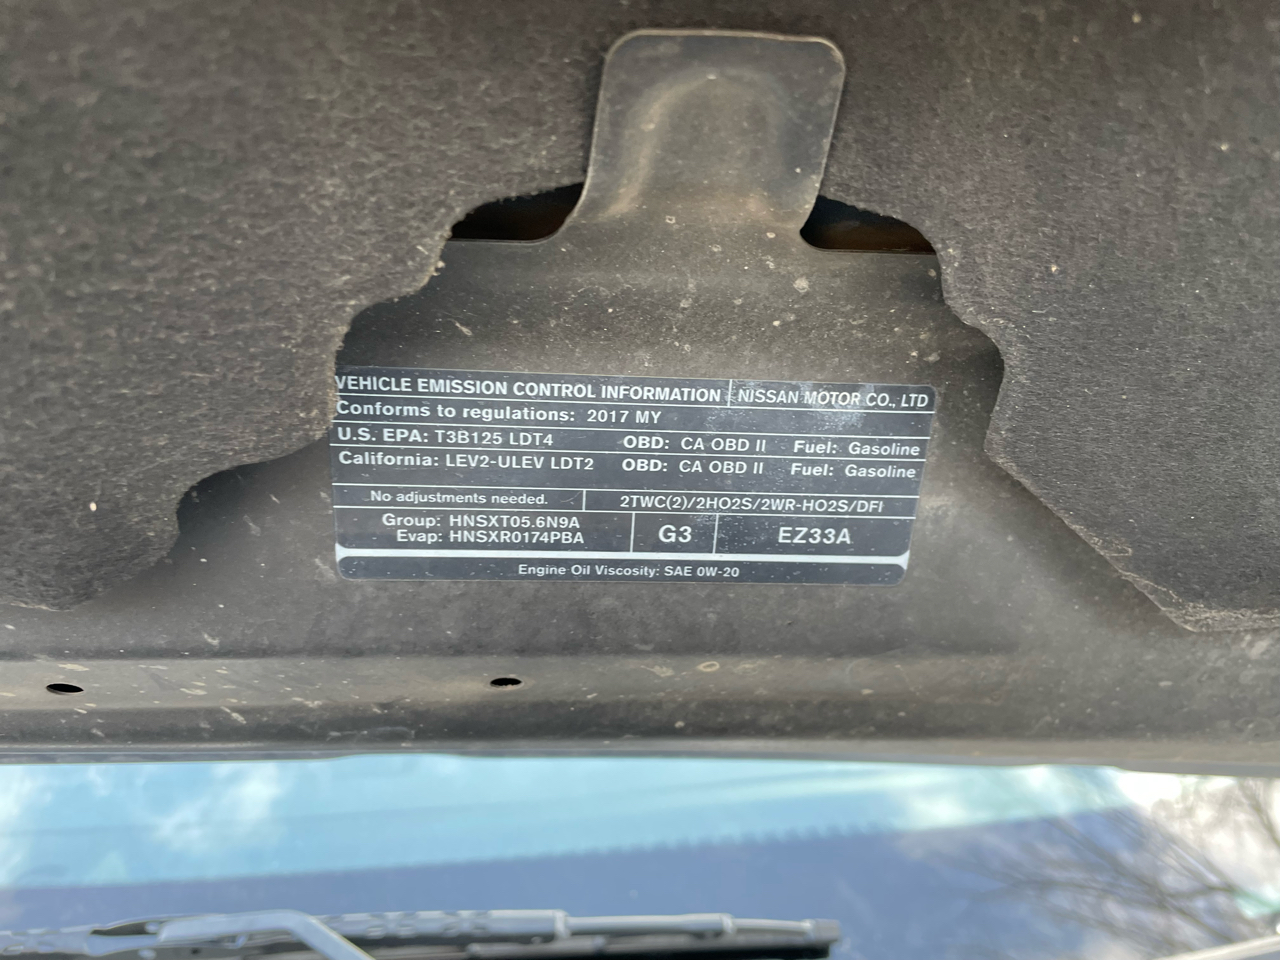 VEHICLE EMISSION CONTROL INFORMATION NISSAN MOTOR CO., LTD
Conforms to regulations: 2017 MY
U.S. EPA: T3B125 LDT4 OBD: CA OBD II Fuel: Gasoline
California: LEV2-ULEV LDT2 OBD: CA OBD II Fuel: Gasoline
No adjustments needed. 2TWC(2)/2HO2S/2WR-HO2S/DFI
Group: HNSXT05.6N9A
Evap: HNSXR0174PBA
G3 EZ33A
Engine Oil Viscosity: SAE 0W-20